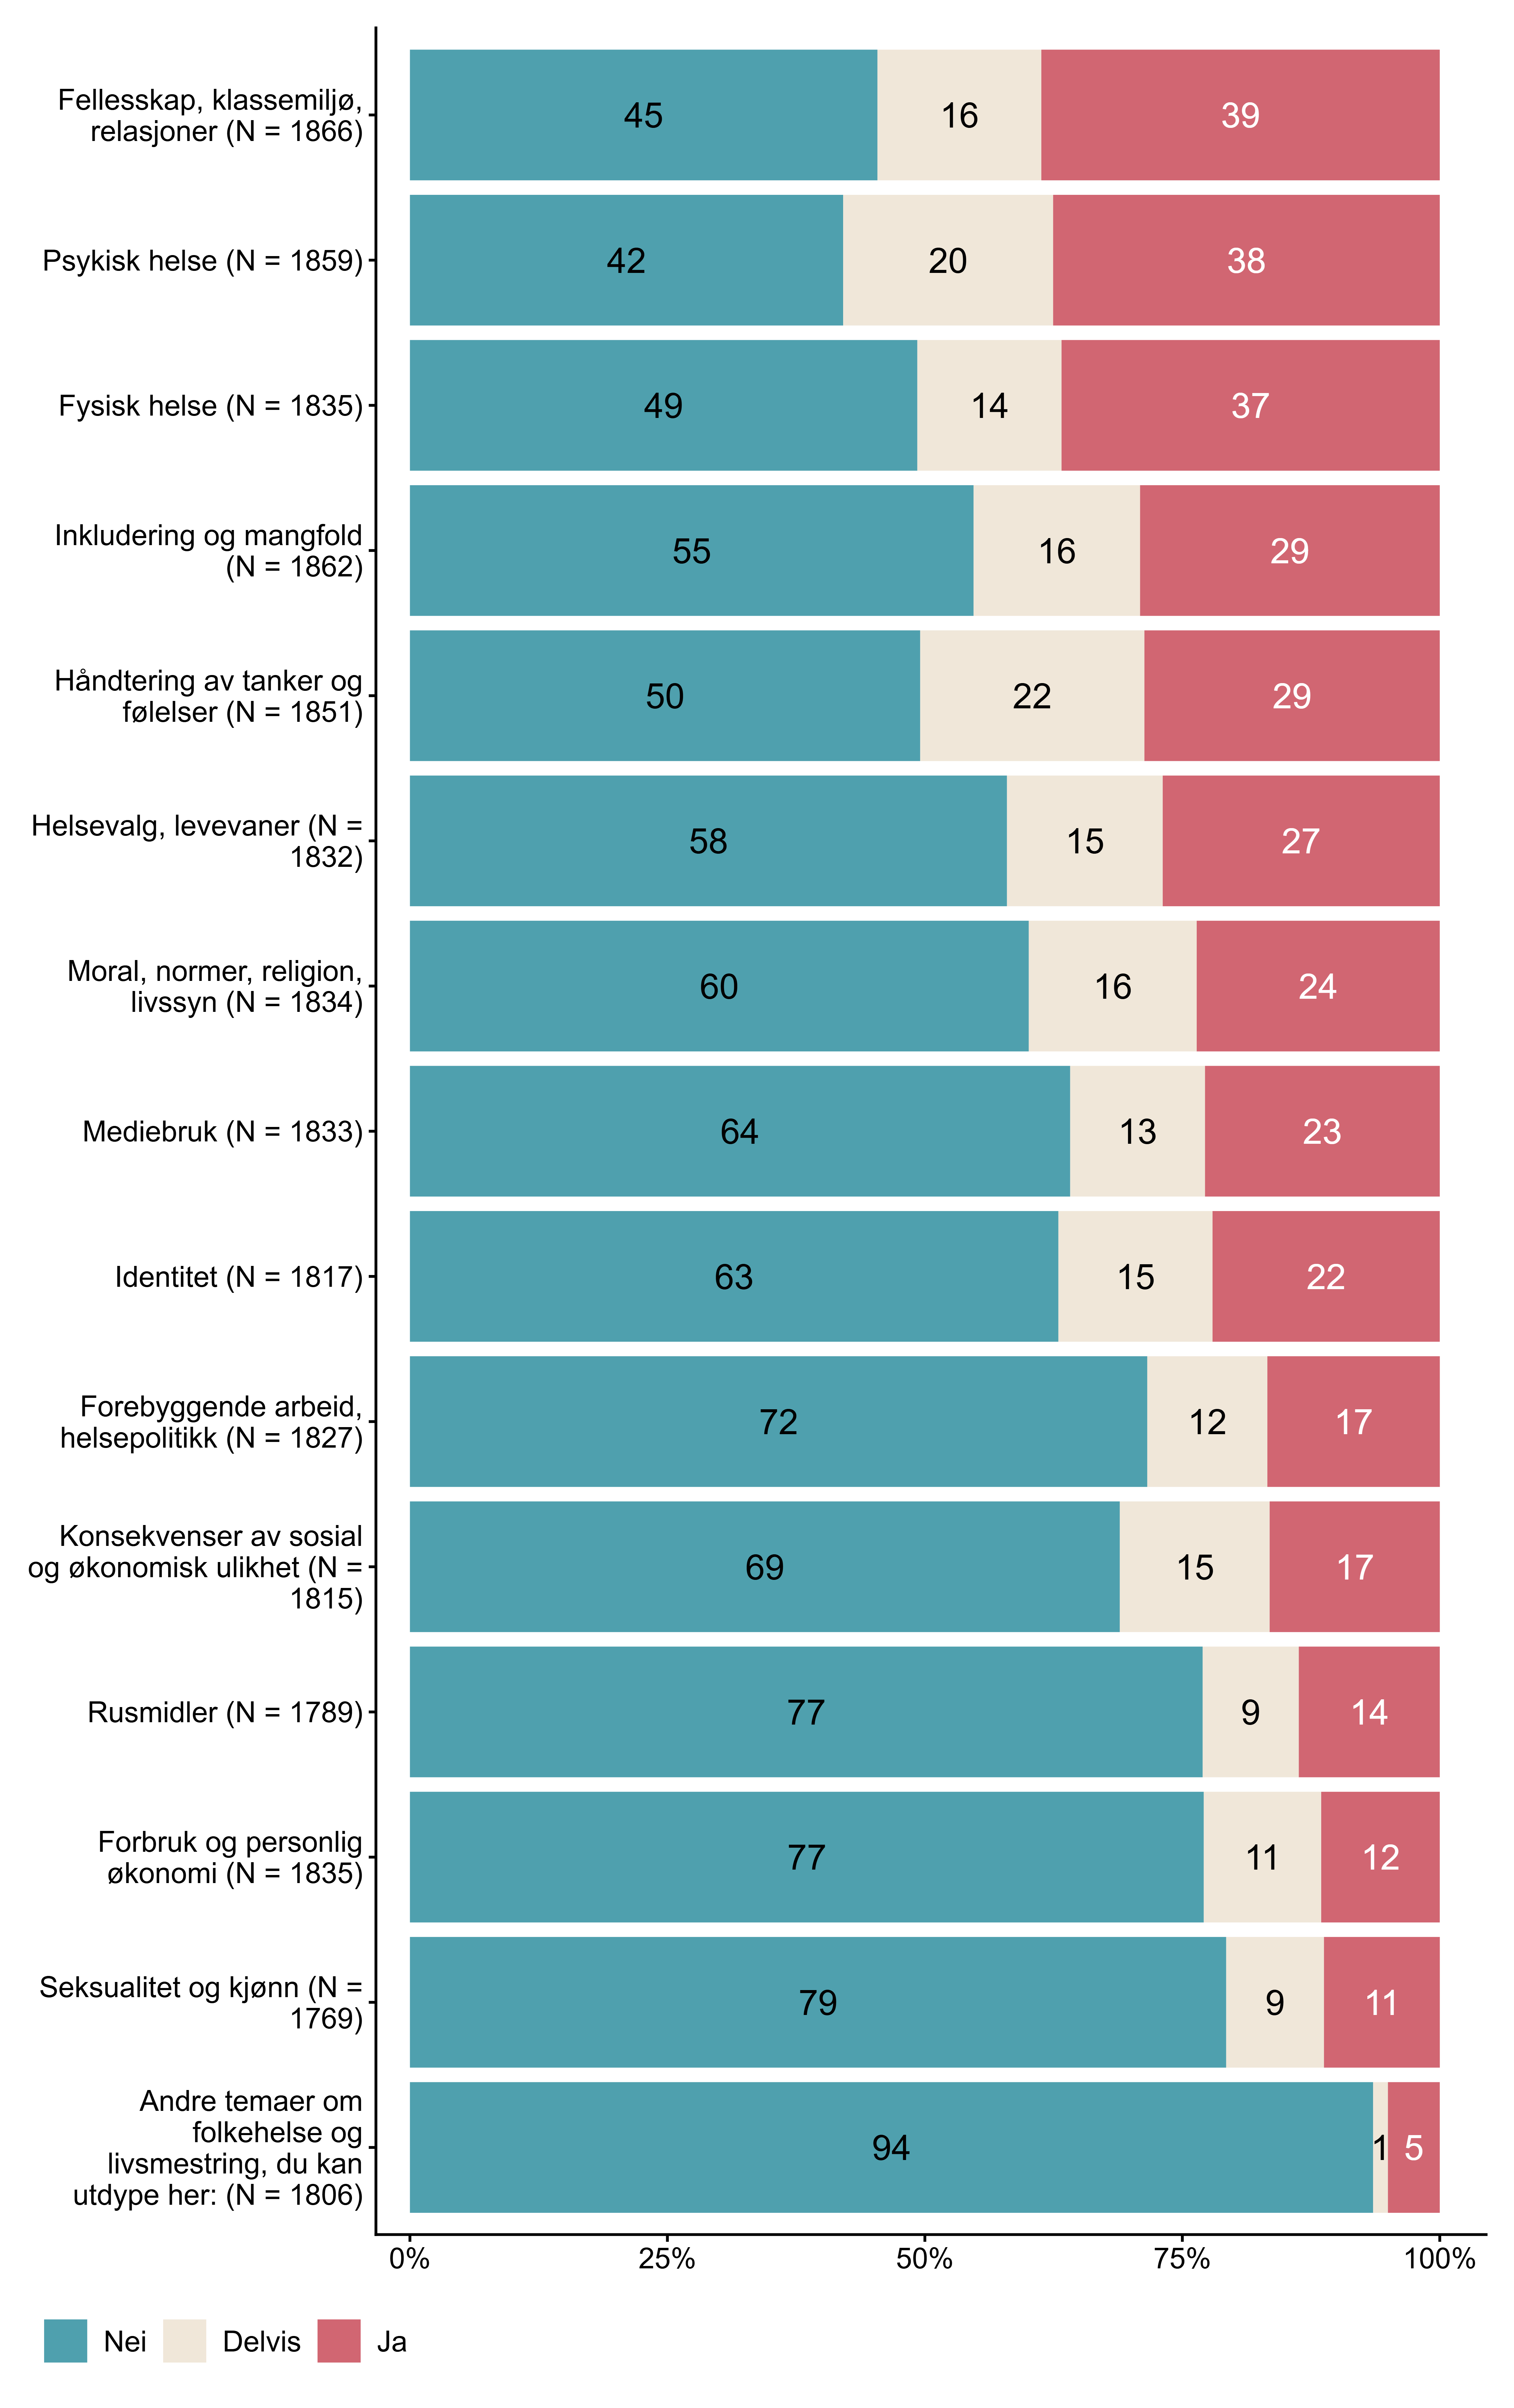 Fellesskap, klassemiljø,
relasjoner (N = 1866)
45 16 39
Psykisk helse (N = 1859)
42 20 38
Fysisk helse (N = 1835)
49 14 37
Inkludering og mangfold
(N = 1862)
55 16 29
Håndtering av tanker og
følelser (N = 1851)
50 22 29
Helsevalg, levevaner (N =
1832)
58 15 27
Moral, normer, religion,
livssyn (N = 1834)
60 16 24
Mediebruk (N = 1833)
64 13 23
Identitet (N = 1817)
63 15 22
Forebyggende arbeid,
helsepolitikk (N = 1827)
72 12 17
Konsekvenser av sosial
og økonomisk ulikhet (N =
1815)
69 15 17
Rusmidler (N = 1789)
77 9 14
Forbruk og personlig
økonomi (N = 1835)
77 11 12
Seksualitet og kjønn (N =
1769)
79 9 11
Andre temaer om
folkehelse og
livsmestring, du kan
utdype her: (N = 1806)
94 1 5
0% 25% 50% 75% 100%
Nei Delvis Ja